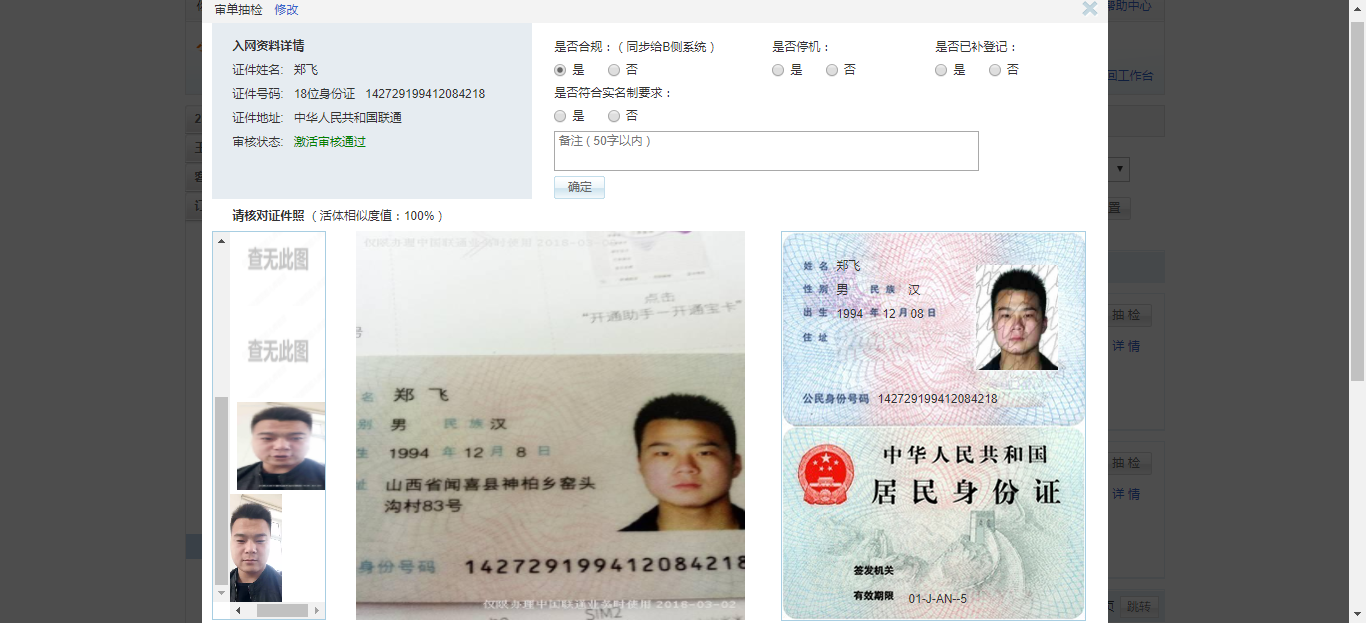 审单抽检 修改
帮助中心
入网资料详情
证件姓名: 郑飞
证件号码: 18位身份证 142729199412084218
证件地址: 中华人民共和国联通
审核状态: 激活审核通过
是否合规：（同步给B侧系统） 是否停机： 是否已补登记：
是 否 是 否 是 否
间工作台
是否符合实名制要求：
是 否
备注（50字以内）
确定
置
请核对证件照 （活体相似度值：100%）
查无此图
查无此图
仅限办理中国联通业务时使用 2018-03-02
点击
“开通助手一开通宝卡”
号
名 郑 飞
别 男 民族 汉
生 1994 年 12 月 8 日
址 山西省闻喜县神柏乡窑头
沟村83号
身份号码 142729199412084218
仅限办理中国联通业务时使用 2018-03-02
SIM2
姓名 郑飞
性别 男 民族 汉
出生 1994 年 12 月 08 日
住址
公民身份号码 142729199412084218
中华人民共和国
居民身份证
签发机关
有效期限 01-J-AN--5
抽检
详情
抽检
详情
页 跳转